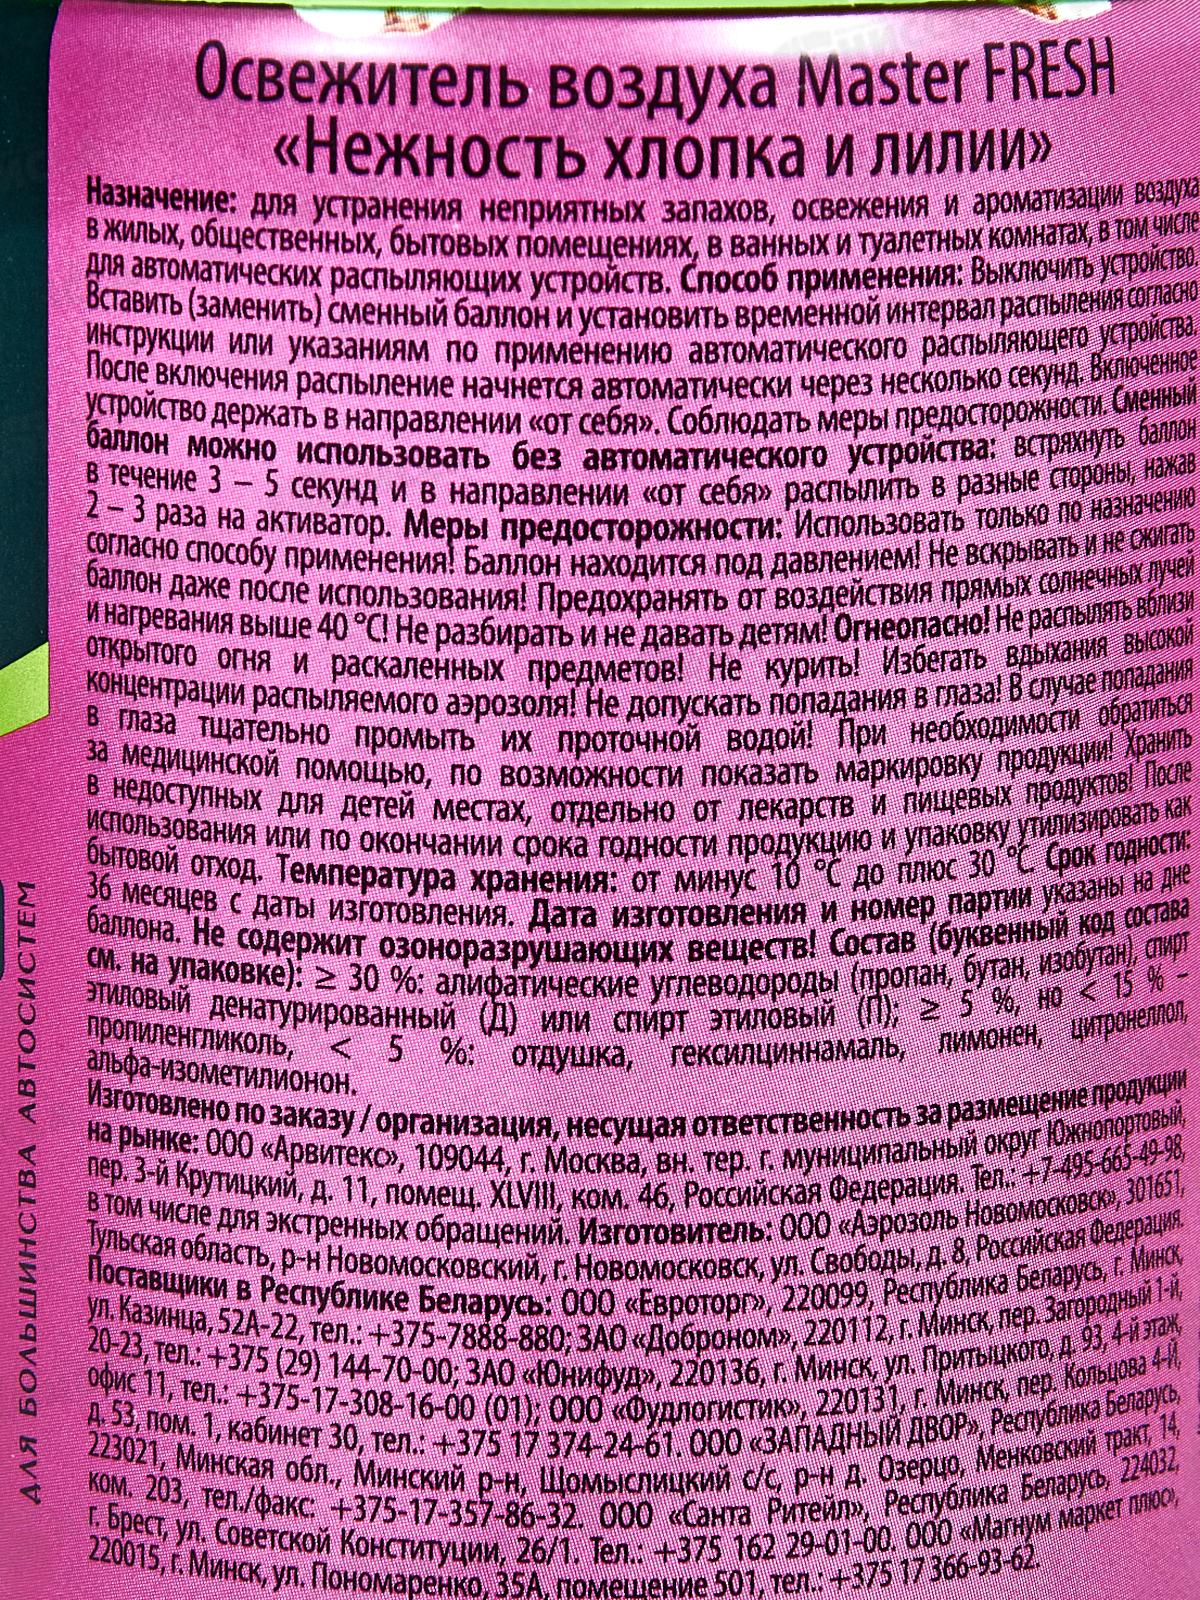 Освежитель воздуха Master FRESH
«Нежность хлопка и лилии»
Назначение: для устранения неприятных запахов, освежения и ароматизации воздуха
в жилых, общественных, бытовых помещениях, в ванных и туалетных комнатах, в том числе
для автоматических распыляющих устройств. Способ применения: Выключить устройство.
Вставить (заменить) сменный баллон и установить временной интервал распыления согласно
инструкции или указаниям по применению автоматического распыляющего устройства.
После включения распыление начнется автоматически через несколько секунд. Включенное
устройство держать в направлении «от себя». Соблюдать меры предосторожности. Сменный
баллон можно использовать без автоматического устройства: встряхнуть баллон
в течение 3 – 5 секунд и в направлении «от себя» распылить в разные стороны, нажав
2 – 3 раза на активатор. Меры предосторожности: Использовать только по назначению
согласно способу применения! Баллон находится под давлением! Не вскрывать и не сжигать
баллон даже после использования! Предохранять от воздействия прямых солнечных лучей
и нагревания выше 40 °С! Не разбирать и не давать детям! Огнеопасно! Не распылять вблизи
открытого огня и раскаленных предметов! Не курить! Избегать вдыхания высокой
концентрации распыляемого аэрозоля! Не допускать попадания в глаза! В случае попадания
в глаза тщательно промыть их проточной водой! При необходимости обратиться
за медицинской помощью, по возможности показать маркировку продукции! Хранить
в недоступных для детей местах, отдельно от лекарств и пищевых продуктов! После
использования или по окончании срока годности продукцию и упаковку утилизировать как
бытовой отход. Температура хранения: от минус 10 °С до плюс 30 °С. Срок годности:
36 месяцев с даты изготовления. Дата изготовления и номер партии указаны на дне
баллона. Не содержит озоноразрушающих веществ! Состав (буквенный код состава
см. на упаковке): ≥ 30 %: алифатические углеводороды (пропан, бутан, изобутан), спирт
этиловый денатурированный (Д) или спирт этиловый (П); ≥ 5 %, но < 15 % –
пропиленгликоль, < 5 %: отдушка, гексилциннамаль, лимонен, цитронеллол,
альфа-изометилионон.
Изготовлено по заказу / организация, несущая ответственность за размещение продукции
на рынке: ООО «Арвитекс», 109044, г. Москва, вн. тер. г. муниципальный округ Южнопортовый,
пер. 3-й Крутицкий, д. 11, помещ. XLVIII, ком. 46, Российская Федерация. Тел.: +7-495-665-49-98,
в том числе для экстренных обращений. Изготовитель: ООО «Аэрозоль Новомосковск», 301651,
Тульская область, р-н Новомосковский, г. Новомосковск, ул. Свободы, д. 8, Российская Федерация.
Поставщики в Республике Беларусь: ООО «Евроторг», 220099, Республика Беларусь, г. Минск,
ул. Казинца, 52А-22, тел.: +375-7888-880; ЗАО «Доброном», 220112, г. Минск, пер. Загородный 1-й,
20-23, тел.: +375 (29) 144-70-00; ЗАО «Юнифуд», 220136, г. Минск, ул. Притыцкого, д. 93, 4-й этаж,
офис 11, тел.: +375-17-308-16-00 (01); ООО «Фудлогистик», 220131, г. Минск, пер. Кольцова 4-й,
д. 53, пом. 1, кабинет 30, тел.: +375 17 374-24-61. ООО «ЗАПАДНЫЙ ДВОР», Республика Беларусь,
223021, Минская обл., Минский р-н, Щомыслицкий с/с, р-н д. Озерцо, Менковский тракт, 14,
ком. 203, тел./факс: +375-17-357-86-32. ООО «Санта Ритейл», Республика Беларусь, 224032,
г. Брест, ул. Советской Конституции, 26/1. Тел.: +375 162 29-01-00. ООО «Магнум маркет плюс»,
220015, г. Минск, ул. Пономаренко, 35А, помещение 501, тел.: +375 17 366-93-62.
ДЛЯ БОЛЬШИНСТВА АВТОСИСТЕМ